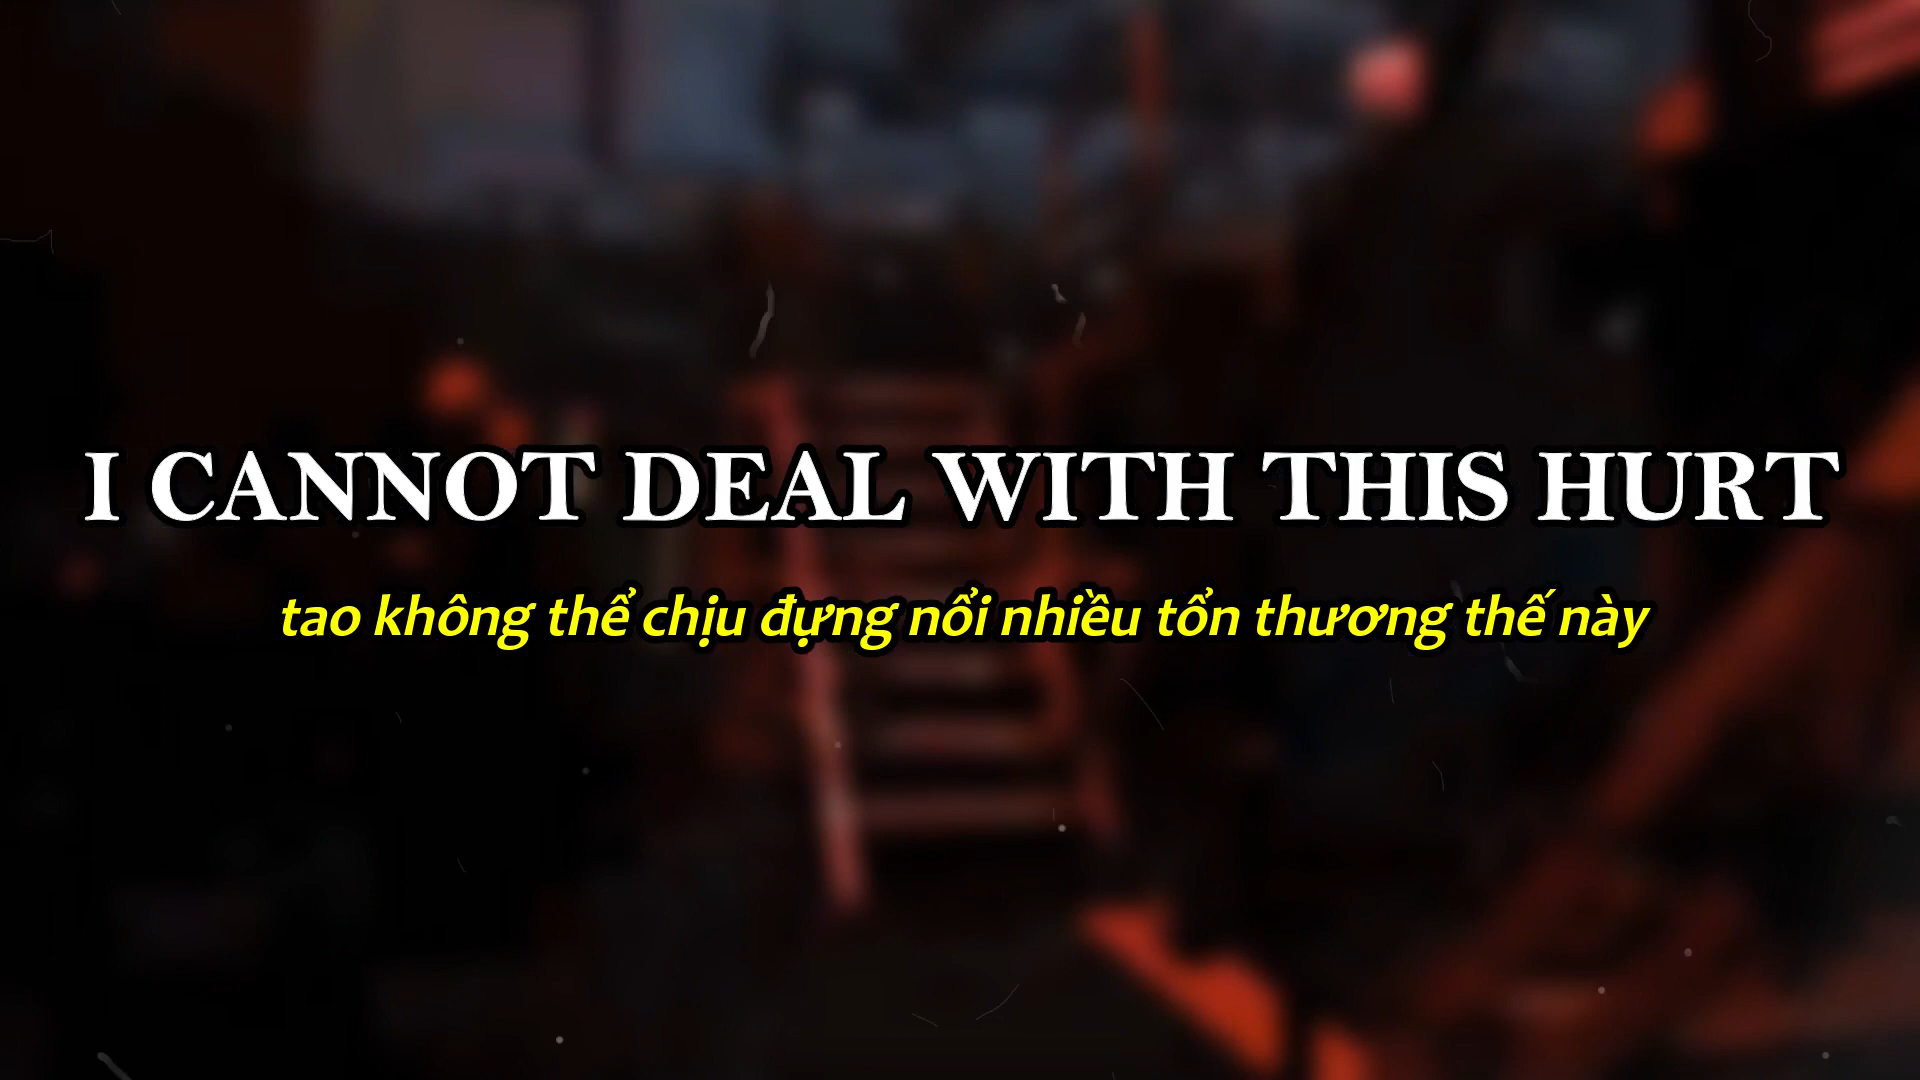 I CANNOT DEAL WITH THIS HURT
tao không thể chịu đựng nổi nhiều tổn thương thế này